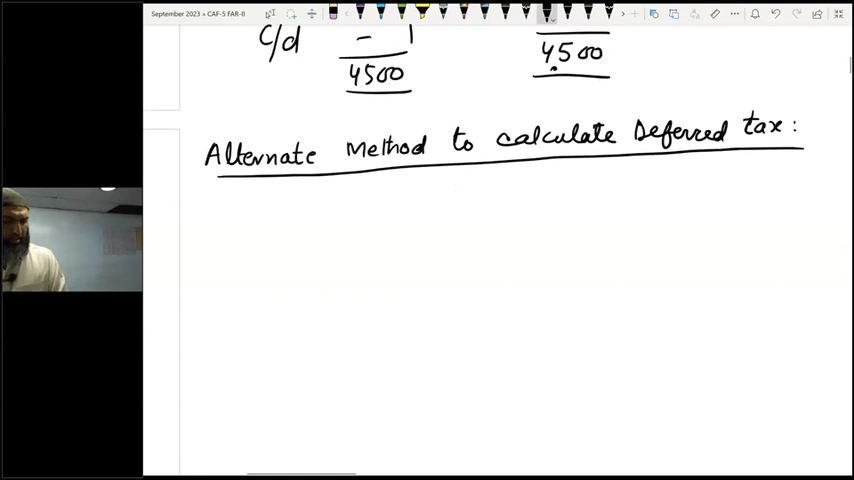 September 2023 » CAF-5 FAR-II
C/d -
4500 4500
Alternate Method to calculate Deferred tax: